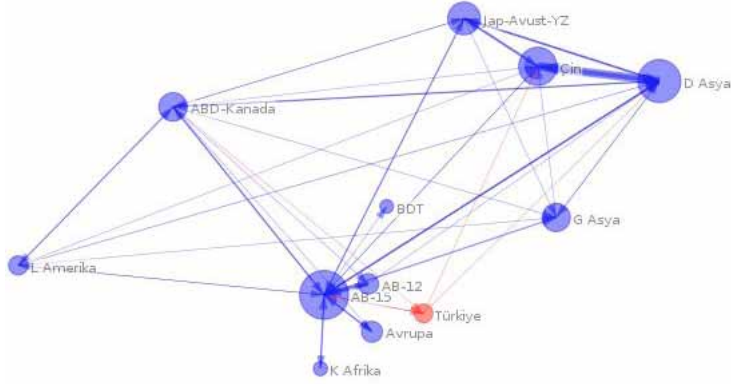 Jap-Avust-YZ
Çin
D Asya
ABD-Kanada
BDT
G Asya
L Amerika
AB-12
AB-15
Türkiye
Avrupa
K Afrika